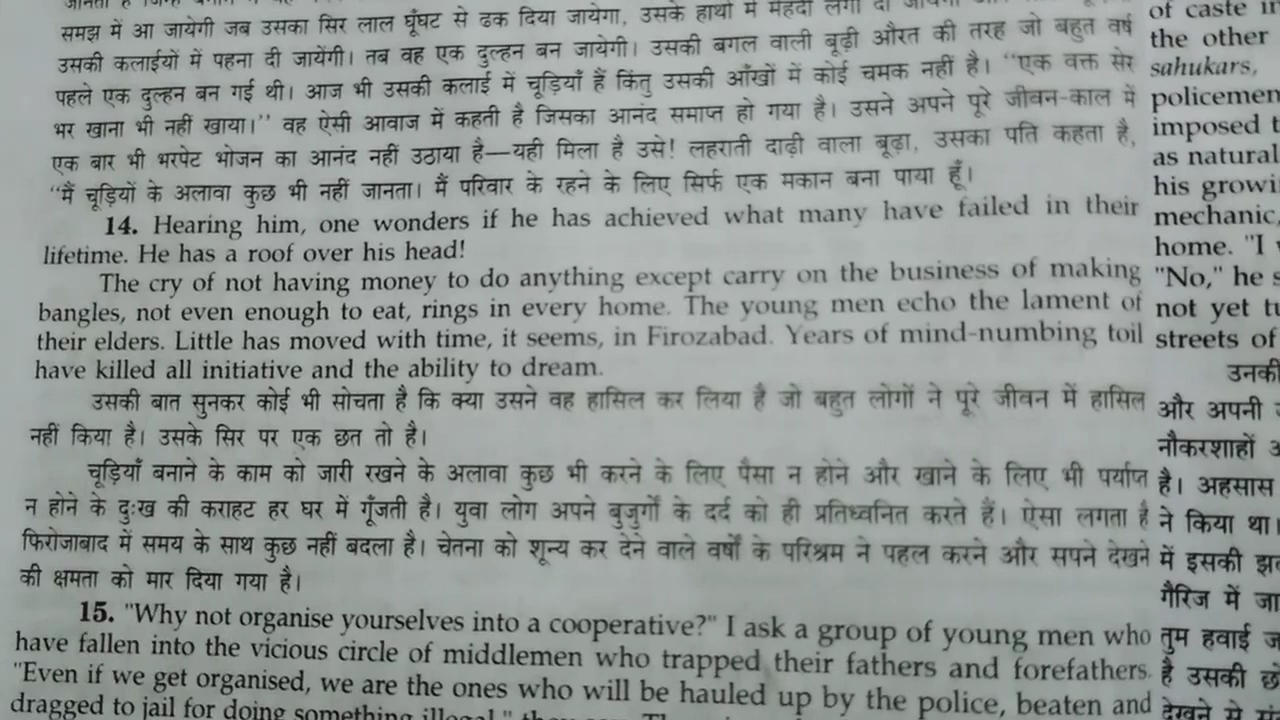 समझ में आ जायेगी जब उसका सिर लाल घूँघट से ढक दिया जायेगा, उसके हाथों में मेंहदी लगा दी
उसकी कलाईयों में पहना दी जायेंगी। तब वह एक दुल्हन बन जायेगी। उसकी बगल वाली बूढ़ी औरत की तरह जो बहुत वर्ष
पहले एक दुल्हन बन गई थी। आज भी उसकी कलाई में चूड़ियाँ हैं किंतु उसकी आँखों में कोई चमक नहीं है। "एक वक्त सेर
भर खाना भी नहीं खाया।" वह ऐसी आवाज में कहती है जिसका आनंद समाप्त हो गया है। उसने अपने पूरे जीवन-काल में
एक बार भी भरपेट भोजन का आनंद नहीं उठाया है—यही मिला है उसे! लहराती दाढ़ी वाला बूढ़ा, उसका पति कहता है,
"मैं चूड़ियों के अलावा कुछ भी नहीं जानता। मैं परिवार के रहने के लिए सिर्फ एक मकान बना पाया हूँ।
14. Hearing him, one wonders if he has achieved what many have failed in their
lifetime. He has a roof over his head!
The cry of not having money to do anything except carry on the business of making
bangles, not even enough to eat, rings in every home. The young men echo the lament of
their elders. Little has moved with time, it seems, in Firozabad. Years of mind-numbing toil
have killed all initiative and the ability to dream.
उसकी बात सुनकर कोई भी सोचता है कि क्या उसने वह हासिल कर लिया है जो बहुत लोगों ने पूरे जीवन में हासिल
नहीं किया है। उसके सिर पर एक छत तो है।
चूड़ियाँ बनाने के काम को जारी रखने के अलावा कुछ भी करने के लिए पैसा न होने और खाने के लिए भी पर्याप्त
न होने के दुःख की कराहट हर घर में गूँजती है। युवा लोग अपने बुजुर्गों के दर्द को ही प्रतिध्वनित करते हैं। ऐसा लगता है
फिरोजाबाद में समय के साथ कुछ नहीं बदला है। चेतना को शून्य कर देने वाले वर्षों के परिश्रम ने पहल करने और सपने देखने
की क्षमता को मार दिया गया है।
15. "Why not organise yourselves into a cooperative?" I ask a group of young men who
have fallen into the vicious circle of middlemen who trapped their fathers and forefathers.
"Even if we get organised, we are the ones who will be hauled up by the police, beaten and
dragged to jail for doing something illegal,"
of caste
the other
sahukars,
policemen
imposed
as natural
his
mechanic,
home. "I
"No," he
not yet
streets of
उनकी
और अपनी
नौकरशाहों
है। अहसास
ने किया था।
में इसकी
गैरिज में
तुम हवाई
है उसकी
देखने से